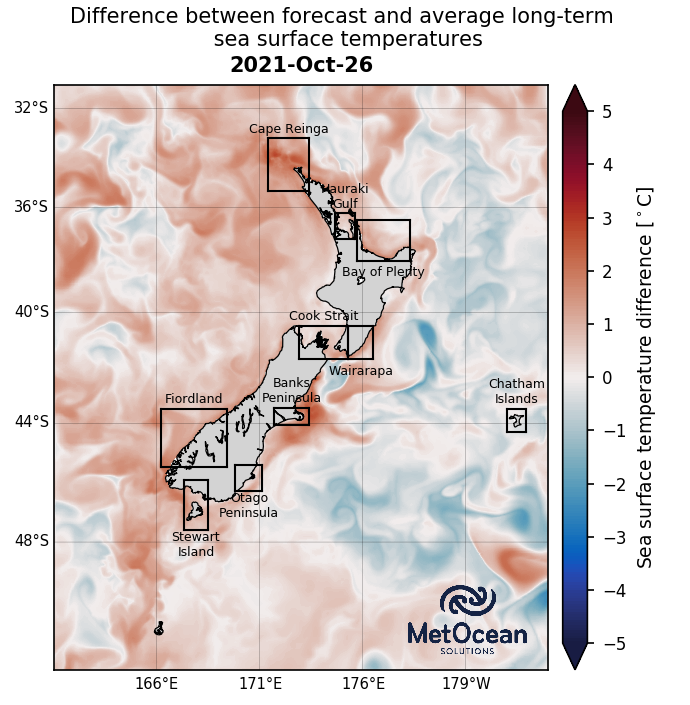 Difference between forecast and average long-term
sea surface temperatures
2021-Oct-26
32°S
36°S
40°S
44°S
48°S
166°E
171°E
176°E
179°W
Cape Reinga
Hauraki
Gulf
Bay of Plenty
Cook Strait
Wairarapa
Banks
Peninsula
Fiordland
Chatham
Islands
Otago
Peninsula
Stewart
Island
MetOcean
SOLUTIONS
5
4
3
2
1
0
−1
−2
−3
−4
−5
Sea surface temperature difference [°C]